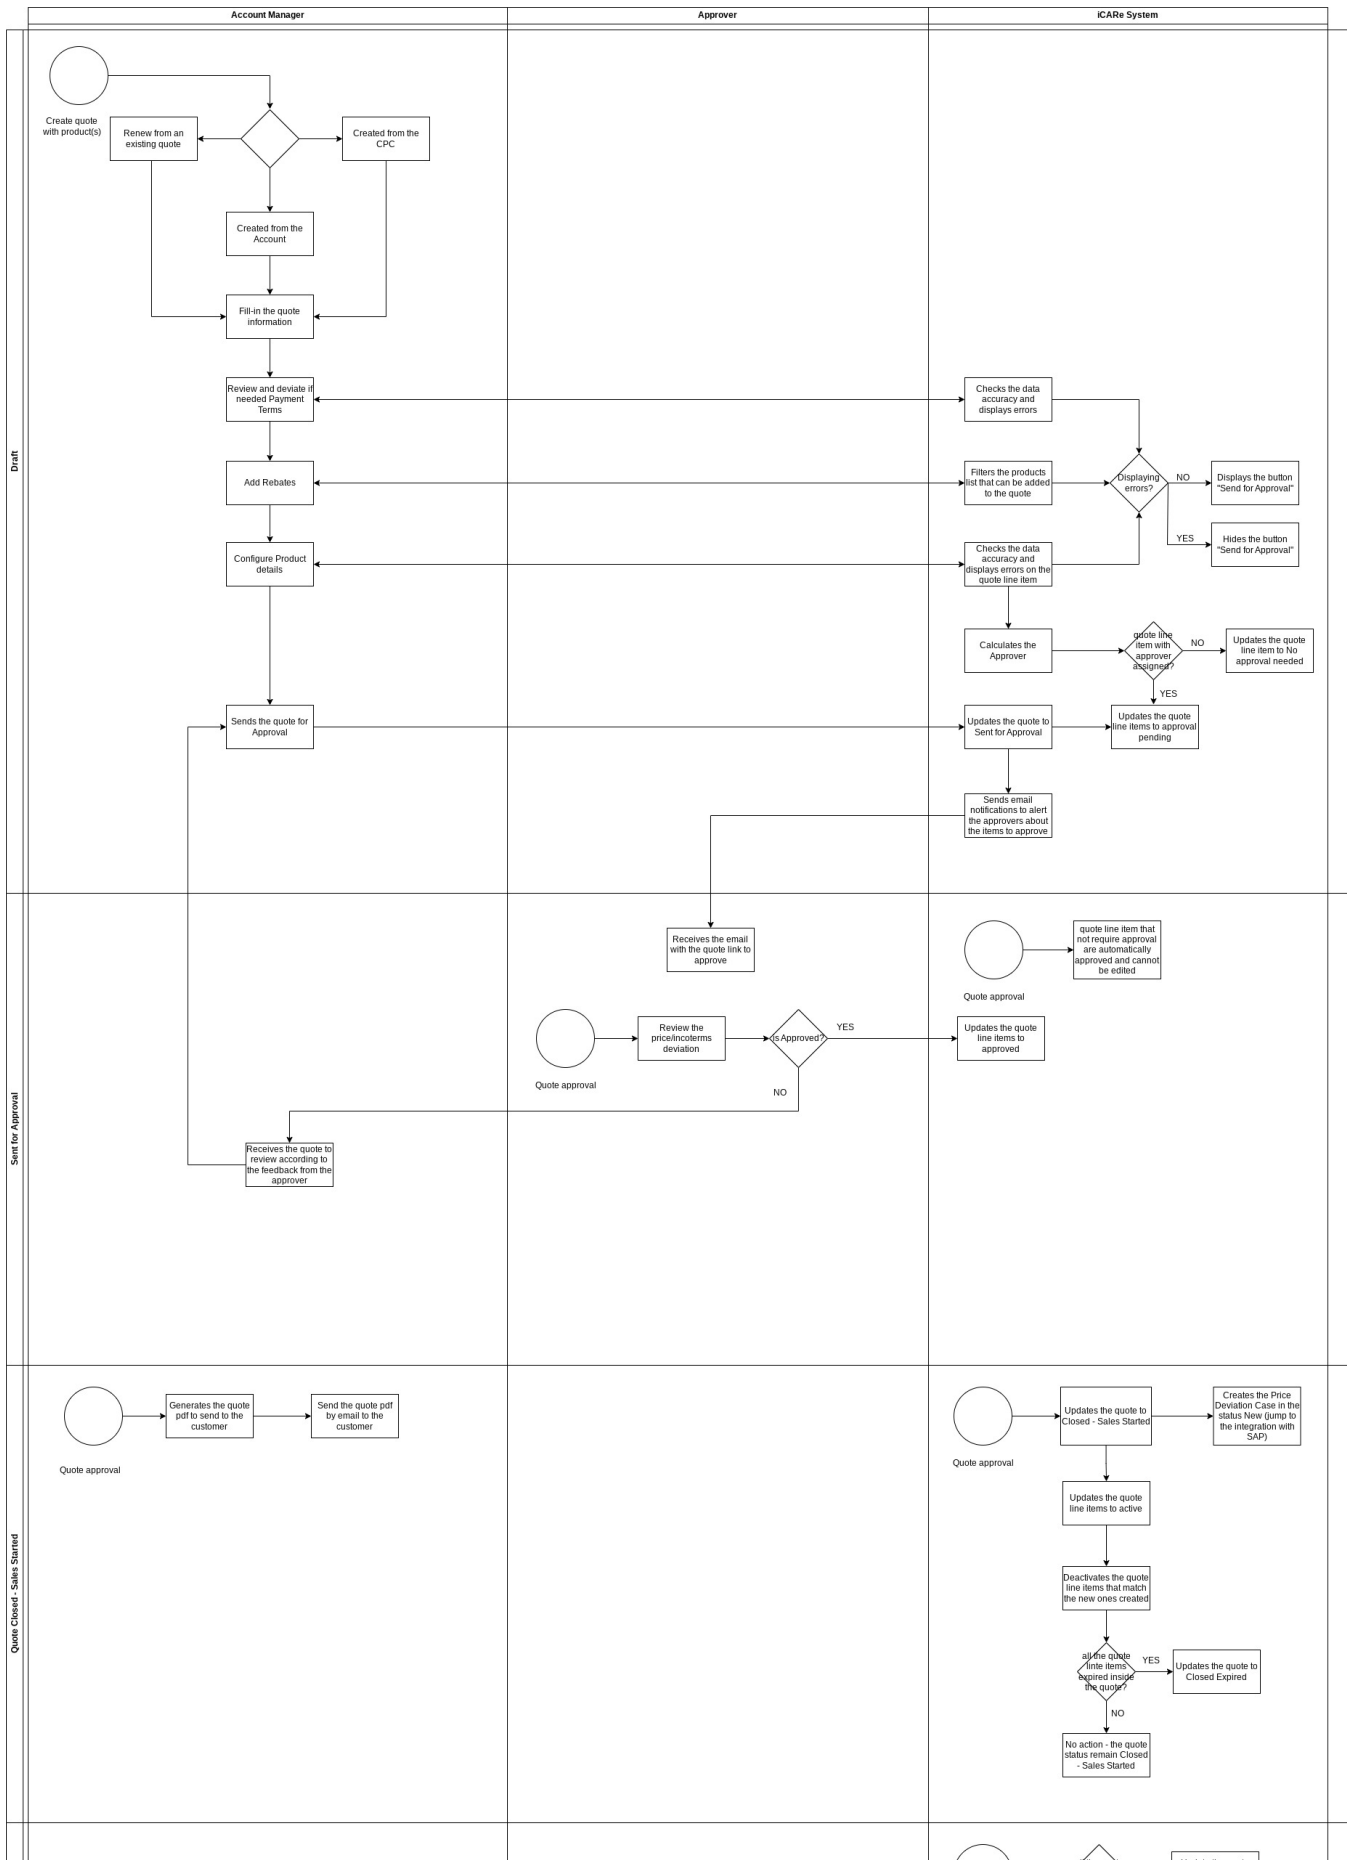 Account Manager
Approver
iCARe System
Draft
Create quote
with product(s)
Renew from an
existing quote
Created from the
CPC
Created from the
Account
Fill-in the quote
information
Review and deviate if
needed Payment
Terms
Checks the data
accuracy and
displays errors
Add Rebates
Filters the products
list that can be added
to the quote
Displaying
errors?
NO
Displays the button
"Send for Approval"
YES
Hides the button
"Send for Approval"
Configure Product
details
Checks the data
accuracy and
displays errors on the
quote line item
Calculates the
Approver
quote line
item with
approver
assigned?
NO
Updates the quote
line item to No
approval needed
YES
Sends the quote for
Approval
Updates the quote to
Sent for Approval
Updates the quote
line items to approval
pending
Sends email
notifications to alert
the approvers about
the items to approve
Sent for Approval
Receives the email
with the quote link to
approve
Quote approval
quote line item that
not require approval
are automatically
approved and cannot
be edited
Quote approval
Review the
price/incoterms
deviation
is Approved?
YES
Updates the quote
line items to
approved
NO
Receives the quote to
review according to
the feedback from the
approver
Quote Closed - Sales Started
Quote approval
Generates the quote
pdf to send to the
customer
Send the quote pdf
by email to the
customer
Quote approval
Updates the quote to
Closed - Sales Started
Creates the Price
Deviation Case in the
status New (jump to
the integration with
SAP)
Updates the quote
line items to active
Deactivates the quote
line items that match
the new ones created
all the quote
linte items
expired inside
the quote?
YES
Updates the quote to
Closed Expired
NO
No action - the quote
status remain Closed
- Sales Started